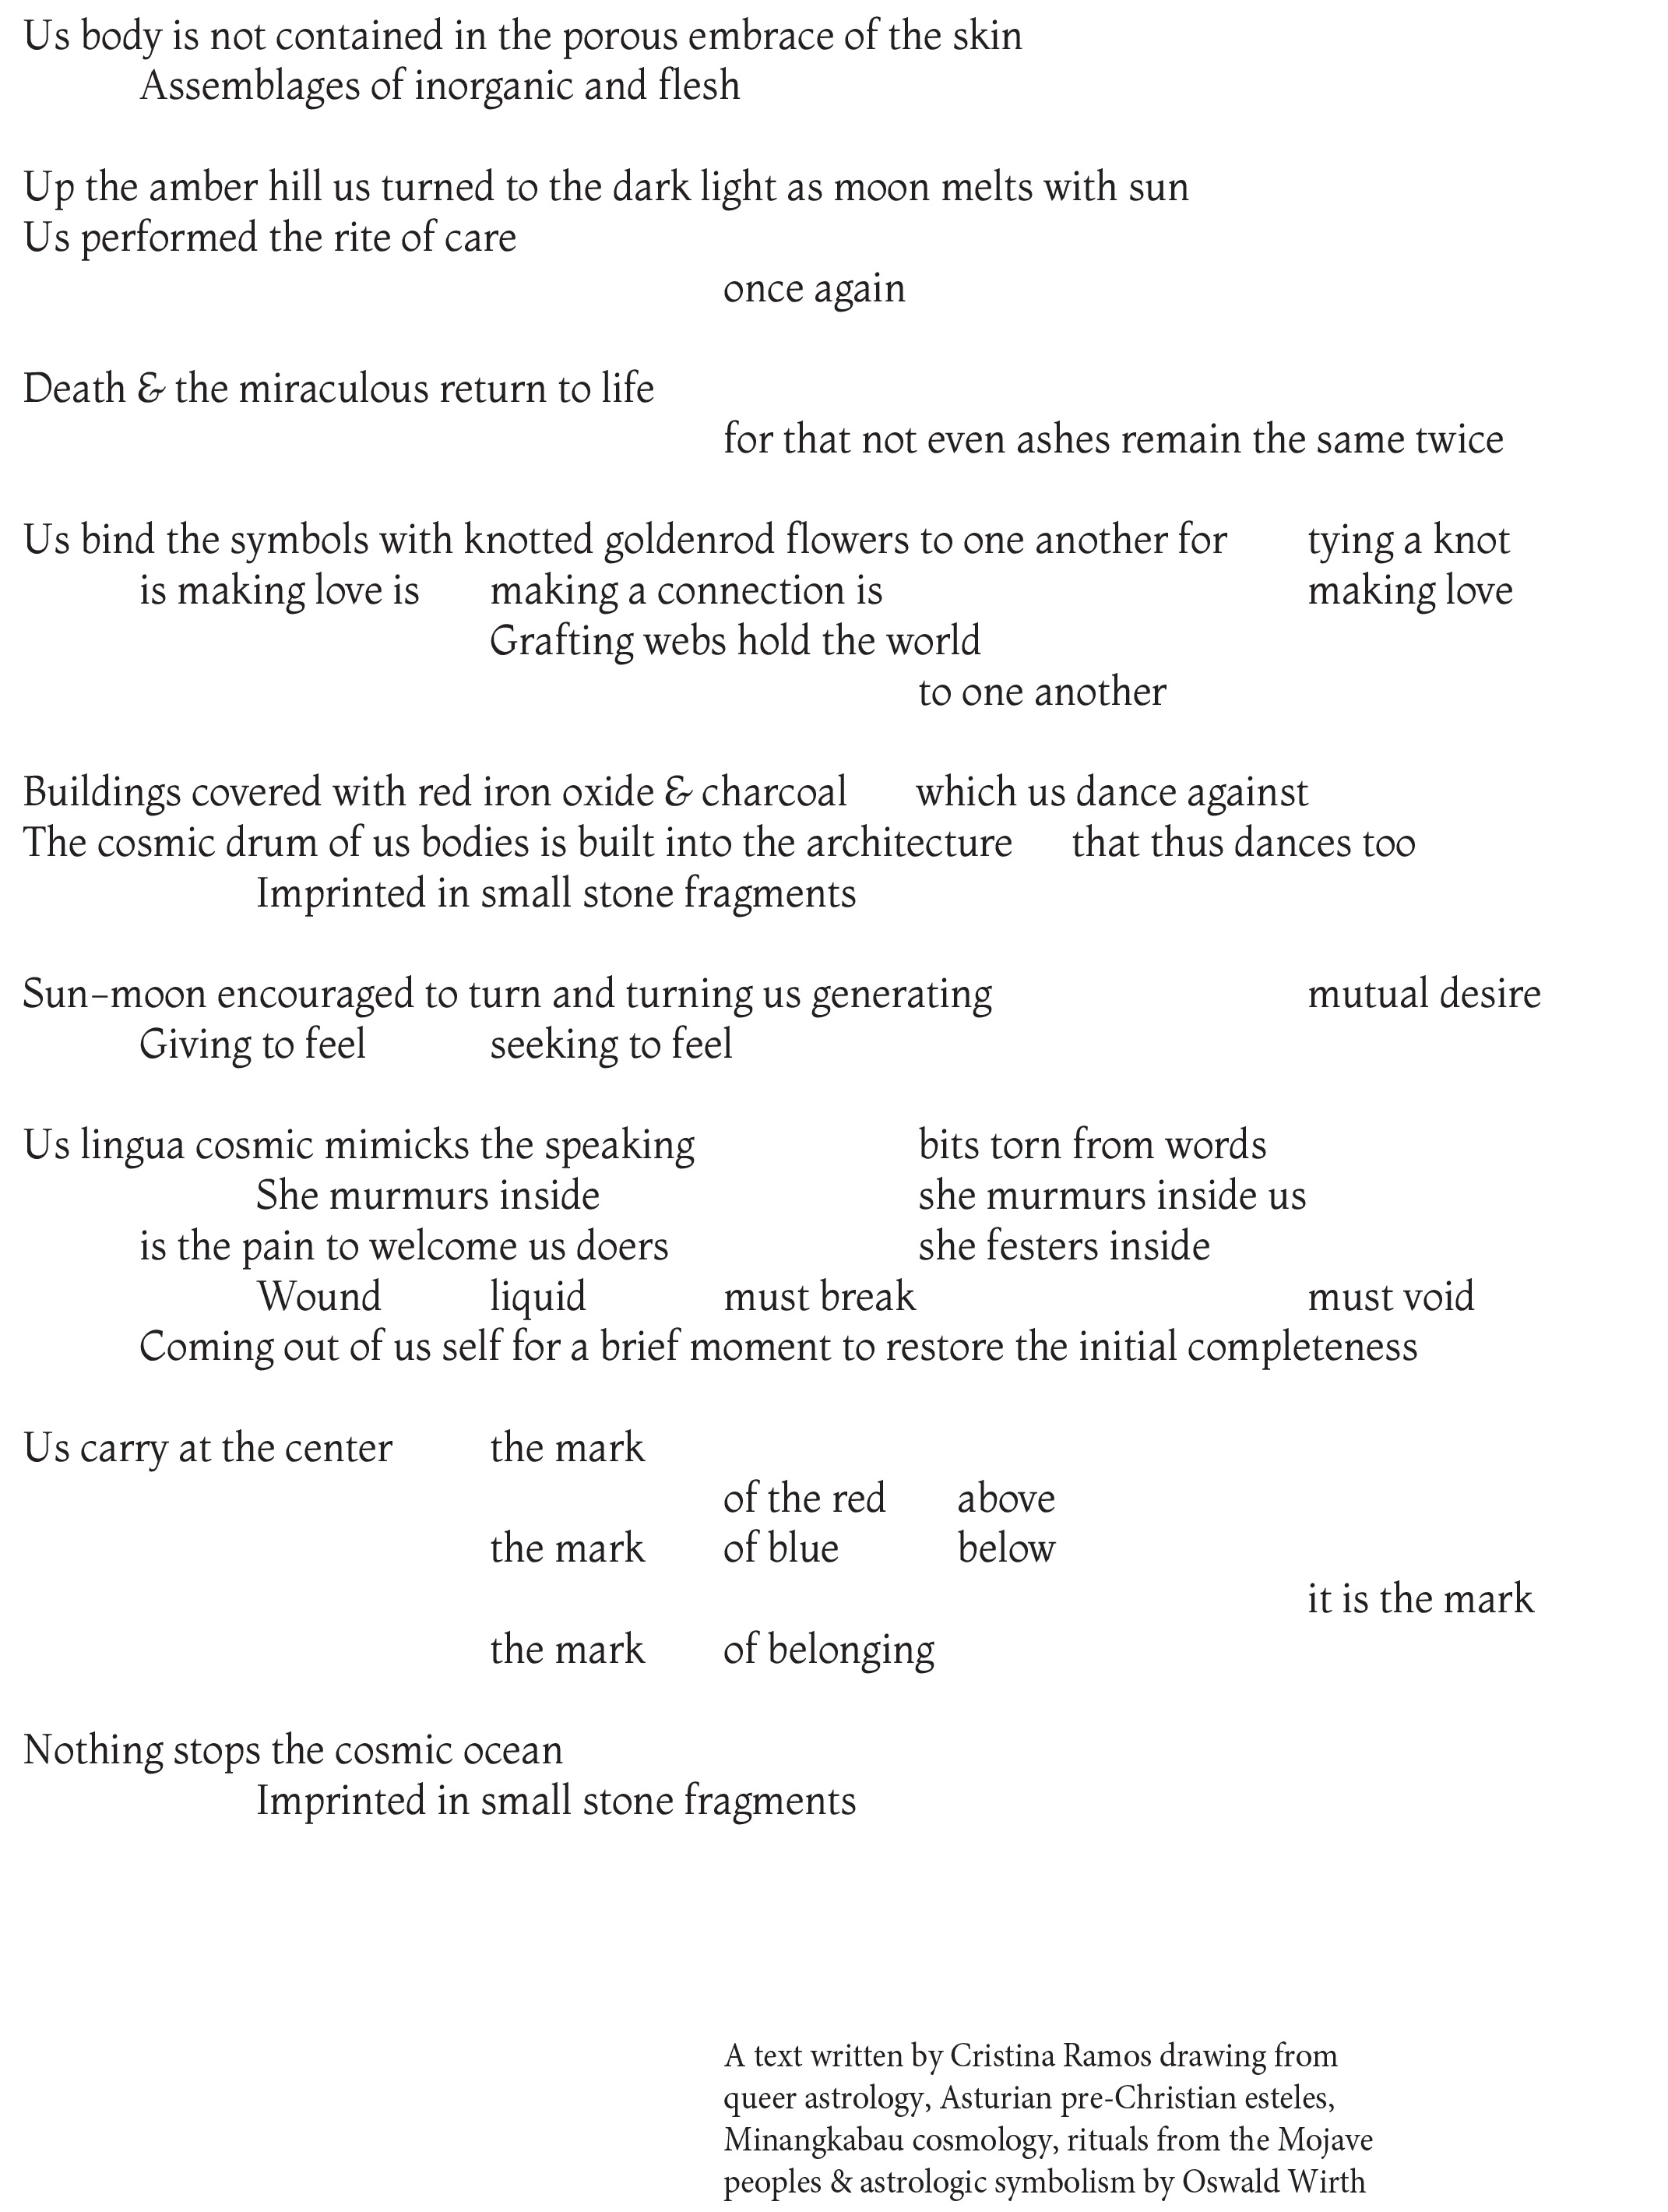 Us body is not contained in the porous embrace of the skin
Assemblages of inorganic and flesh
Up the amber hill us turned to the dark light as moon melts with sun
Us performed the rite of care
once again
Death & the miraculous return to life
for that not even ashes remain the same twice
Us bind the symbols with knotted goldenrod flowers to one another for tying a knot
is making love is making a connection is making love
Grafting webs hold the world
to one another
Buildings covered with red iron oxide & charcoal which us dance against
The cosmic drum of us bodies is built into the architecture that thus dances too
Imprinted in small stone fragments
Sun-moon encouraged to turn and turning us generating mutual desire
Giving to feel seeking to feel
Us lingua cosmic mimicks the speaking bits torn from words
She murmurs inside she murmurs inside us
is the pain to welcome us doers she festers inside
Wound liquid must break must void
Coming out of us self for a brief moment to restore the initial completeness
Us carry at the center the mark
of the red above
the mark of blue below
it is the mark
the mark of belonging
Nothing stops the cosmic ocean
Imprinted in small stone fragments
A text written by Cristina Ramos drawing from
queer astrology, Asturian pre-Christian esteles,
Minangkabau cosmology, rituals from the Mojave
peoples & astrologic symbolism by Oswald Wirth